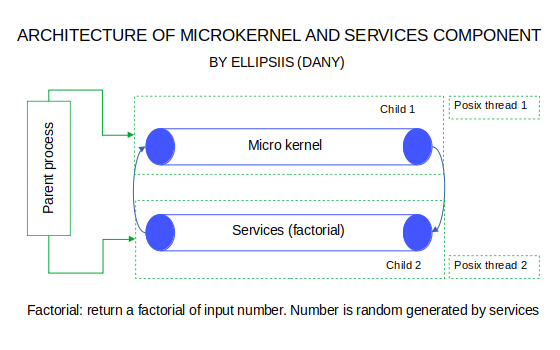 ARCHITECTURE OF MICROKERNEL AND SERVICES COMPONENT
BY ELLIPSIIS (DANY)
Child 1
Posix thread 1
Parent process
Micro kernel
Services (factorial)
Child 2
Posix thread 2
Factorial: return a factorial of input number. Number is random generated by services